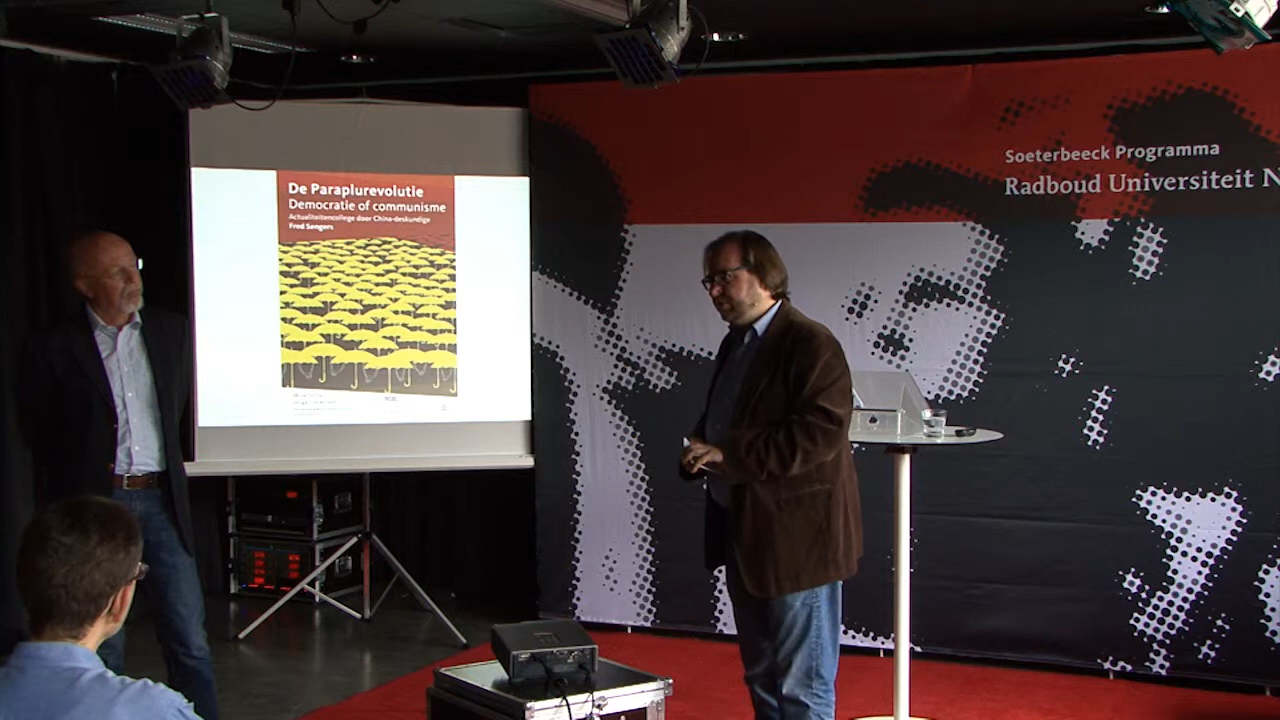 De Paraplurevolutie
Democratie of communisme
Actualiteitencollege door China-deskundige
Fred Sengers
Soeterbeeck Programma
Radboud Universiteit N